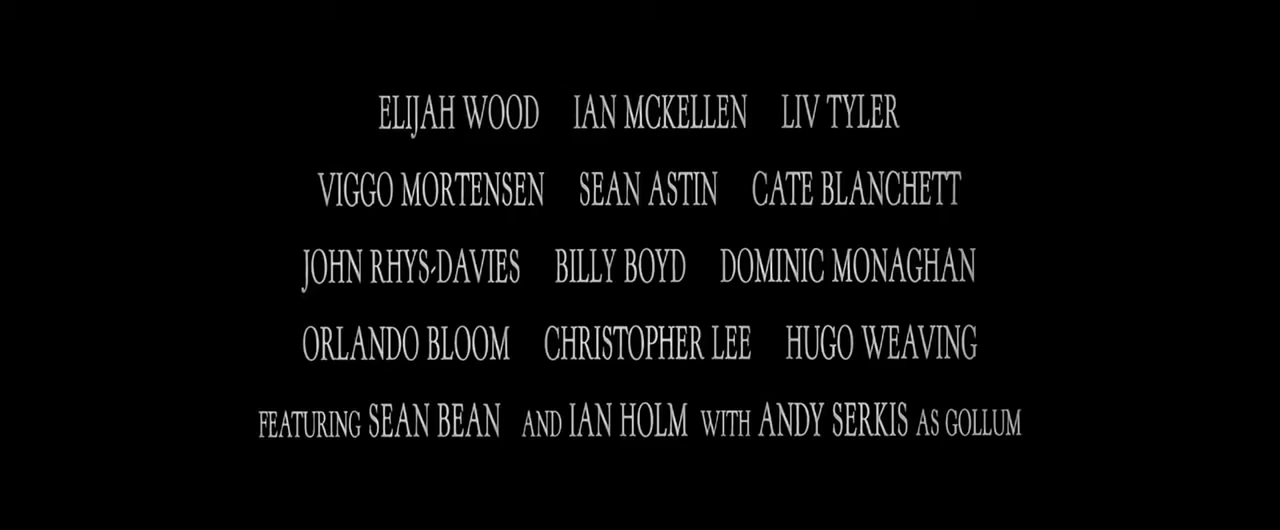 ELIJAH WOOD IAN MCKELLEN LIV TYLER
VIGGO MORTENSEN SEAN ASTIN CATE BLANCHETT
JOHN RHYS-DAVIES BILLY BOYD DOMINIC MONAGHAN
ORLANDO BLOOM CHRISTOPHER LEE HUGO WEAVING
FEATURING SEAN BEAN AND IAN HOLM WITH ANDY SERKIS AS GOLLUM